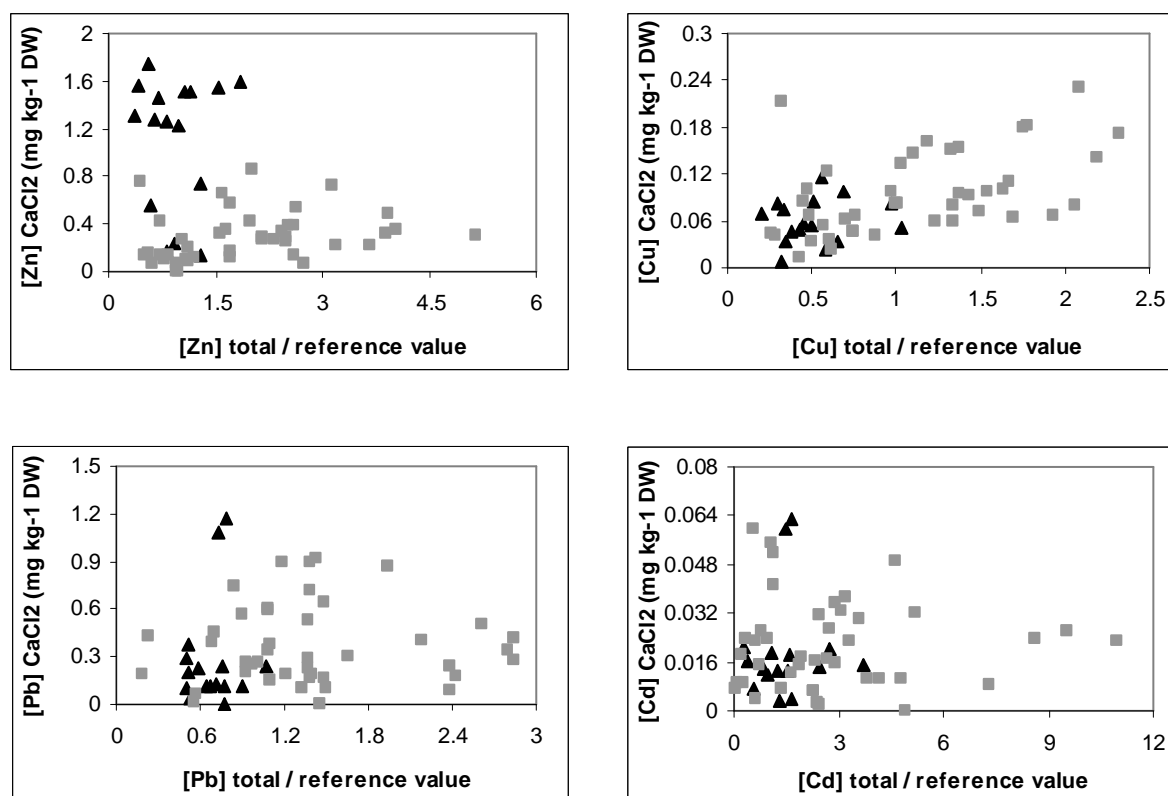 [Zn] CaCl2 (mg kg-1 DW)
2
1.6
1.2
0.8
0.4
0
0 1.5 3 4.5 6
[Zn] total / reference value
[Cu] CaCl2 (mg kg-1 DW)
0.3
0.24
0.18
0.12
0.06
0
0 0.5 1 1.5 2 2.5
[Cu] total / reference value
[Pb] CaCl2 (mg kg-1 DW)
1.5
1.2
0.9
0.6
0.3
0
0 0.6 1.2 1.8 2.4 3
[Pb] total / reference value
[Cd] CaCl2 (mg kg-1 DW)
0.08
0.064
0.048
0.032
0.016
0
0 3 6 9 12
[Cd] total / reference value